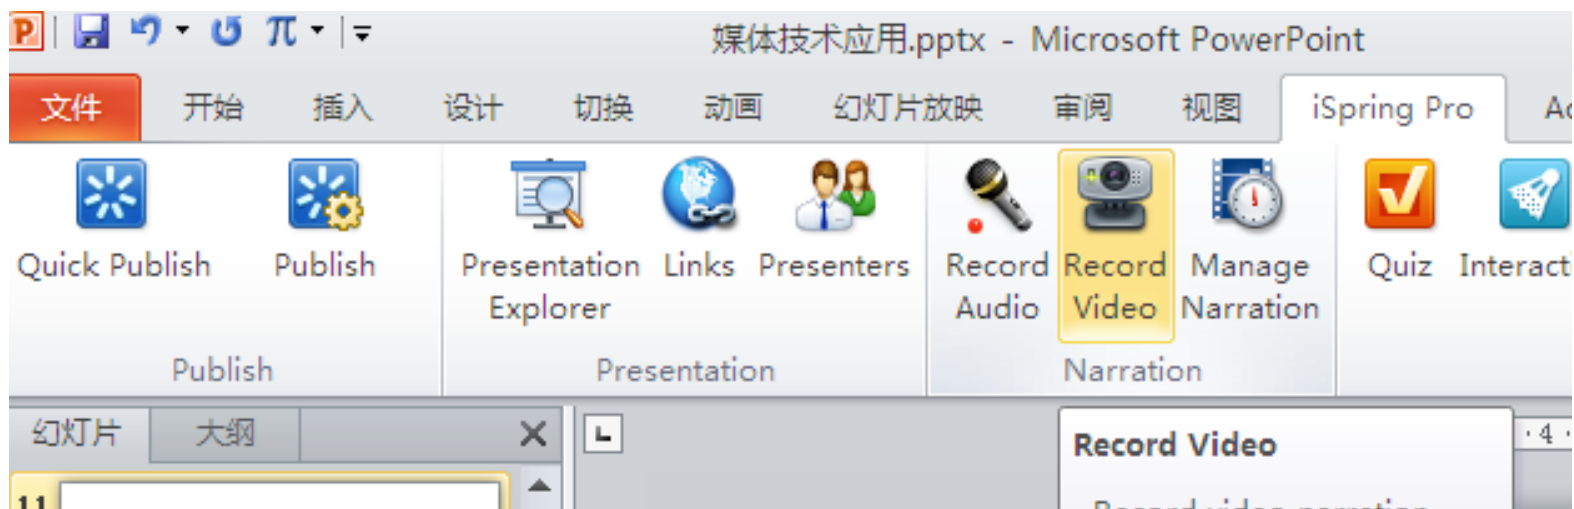 媒体技术应用.pptx - Microsoft PowerPoint
文件 开始 插入 设计 切换 动画 幻灯片放映 审阅 视图 iSpring Pro
Quick Publish Publish Presentation Links Presenters Record Record Manage Quiz
Explorer Audio Video Narration
Publish Presentation Narration
幻灯片 大纲
Record Video
4
11
Record video narration